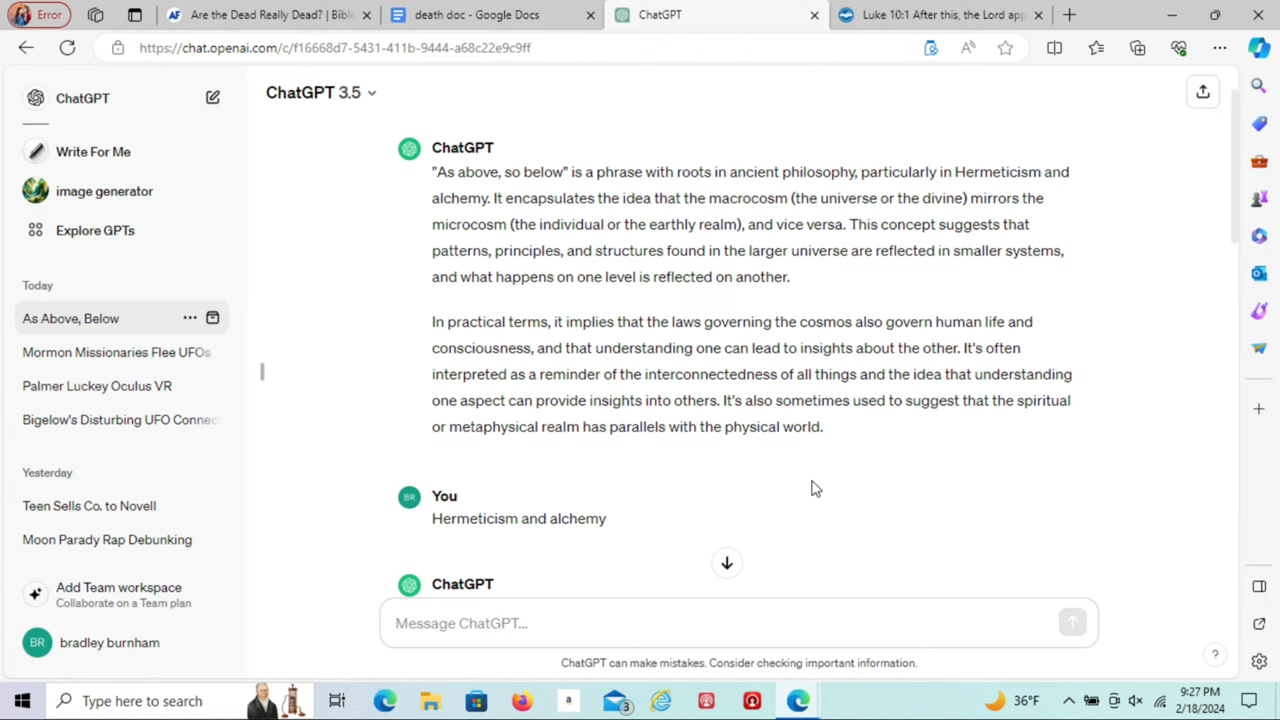 Error
Are the Dead Really Dead? | Bible
death doc - Google Docs
ChatGPT
Luke 10:1 After this, the Lord app
https://chat.openai.com/c/f16668d7-5431-411b-9444-a68c22e9c9ff
ChatGPT
ChatGPT 3.5
Write For Me
image generator
Explore GPTs
Today
As Above, Below
Mormon Missionaries Flee UFOs
Palmer Luckey Oculus VR
Bigelow's Disturbing UFO Connec
Yesterday
Teen Sells Co. to Novell
Moon Parady Rap Debunking
Add Team workspace
Collaborate on a Team plan
BR bradley burnham
ChatGPT
"As above, so below" is a phrase with roots in ancient philosophy, particularly in Hermeticism and
alchemy. It encapsulates the idea that the macrocosm (the universe or the divine) mirrors the
microcosm (the individual or the earthly realm), and vice versa. This concept suggests that
patterns, principles, and structures found in the larger universe are reflected in smaller systems,
and what happens on one level is reflected on another.
In practical terms, it implies that the laws governing the cosmos also govern human life and
consciousness, and that understanding one can lead to insights about the other. It's often
interpreted as a reminder of the interconnectedness of all things and the idea that understanding
one aspect can provide insights into others. It's also sometimes used to suggest that the spiritual
or metaphysical realm has parallels with the physical world.
BR You
Hermeticism and alchemy
ChatGPT
Message ChatGPT...
ChatGPT can make mistakes. Consider checking important information.
?
Type here to search
a
3
36°F
9:27 PM
2/18/2024